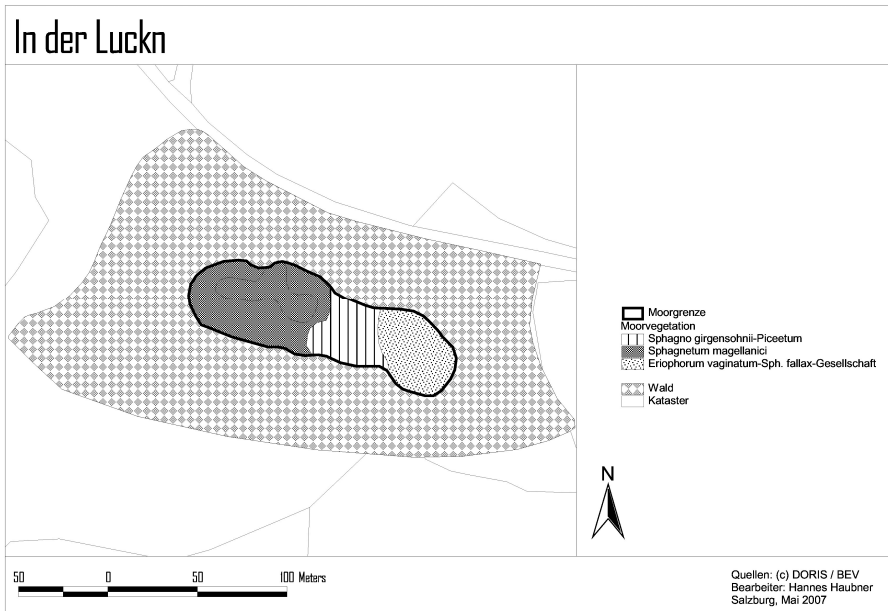 In der Luckn
Moorgrenze
Moorvegetation
Sphagno girgensohnii-Piceetum
Sphagnetum magellanici
Eriophorum vaginatum-Sph. fallax-Gesellschaft
Wald
Kataster
N
50 0 50 100 Meters
Quellen: (c) DORIS / BEV
Bearbeiter: Hannes Haubner
Salzburg, Mai 2007